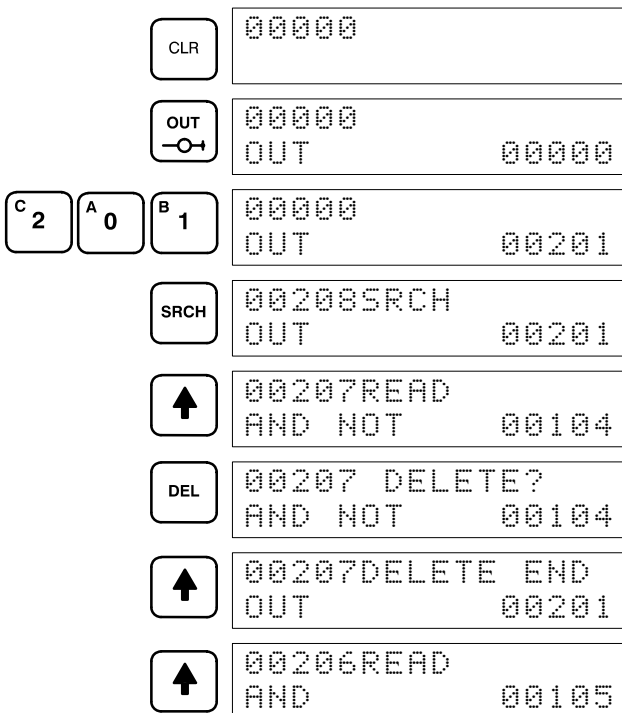 CLR
00000
OUT
00000
OUT 00000
C 2 A 0 B 1
00000
OUT 00201
SRCH
00208SRCH
OUT 00201
00207READ
AND NOT 00104
DEL
00207 DELETE?
AND NOT 00104
00207DELETE END
OUT 00201
00206READ
AND 00105